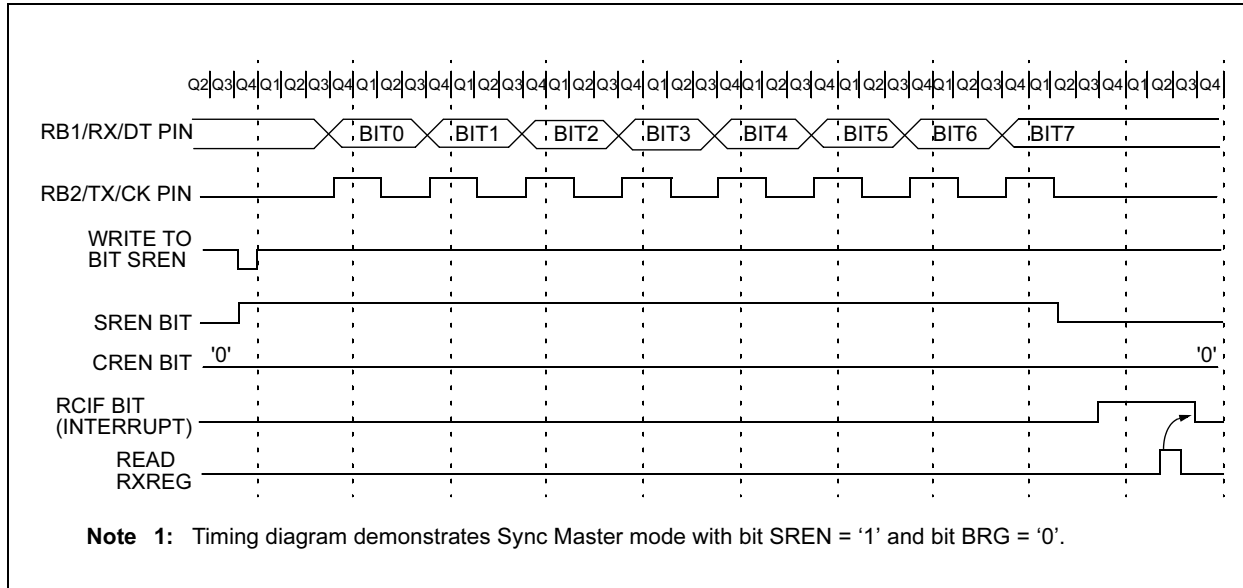 Q2|Q3|Q4|Q1|Q2|Q3|Q4|Q1|Q2|Q3|Q4|Q1|Q2|Q3|Q4|Q1|Q2|Q3|Q4|Q1|Q2|Q3|Q4|Q1|Q2|Q3|Q4|Q1|Q2|Q3|Q4|Q1|Q2|Q3|Q4|Q1|Q2|Q3|Q4|Q1|Q2|Q3|Q4|
RB1/RX/DT PIN BIT0 BIT1 BIT2 BIT3 BIT4 BIT5 BIT6 BIT7
RB2/TX/CK PIN
WRITE TO
BIT SREN
SREN BIT
CREN BIT '0' '0'
RCIF BIT
(INTERRUPT)
READ
RXREG
Note 1: Timing diagram demonstrates Sync Master mode with bit SREN = ‘1’ and bit BRG = ‘0’.